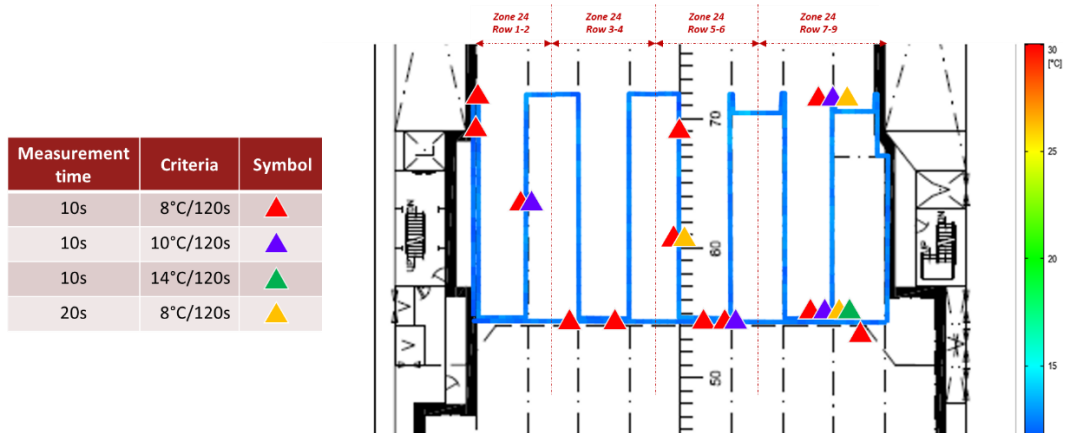 Zone 24
Row 1-2
Zone 24
Row 3-4
Zone 24
Row 5-6
Zone 24
Row 7-9
Measurement time Criteria Symbol
10s 8°C/120s
10s 10°C/120s
10s 14°C/120s
20s 8°C/120s
70
60
50
30
[°C]
25
20
15